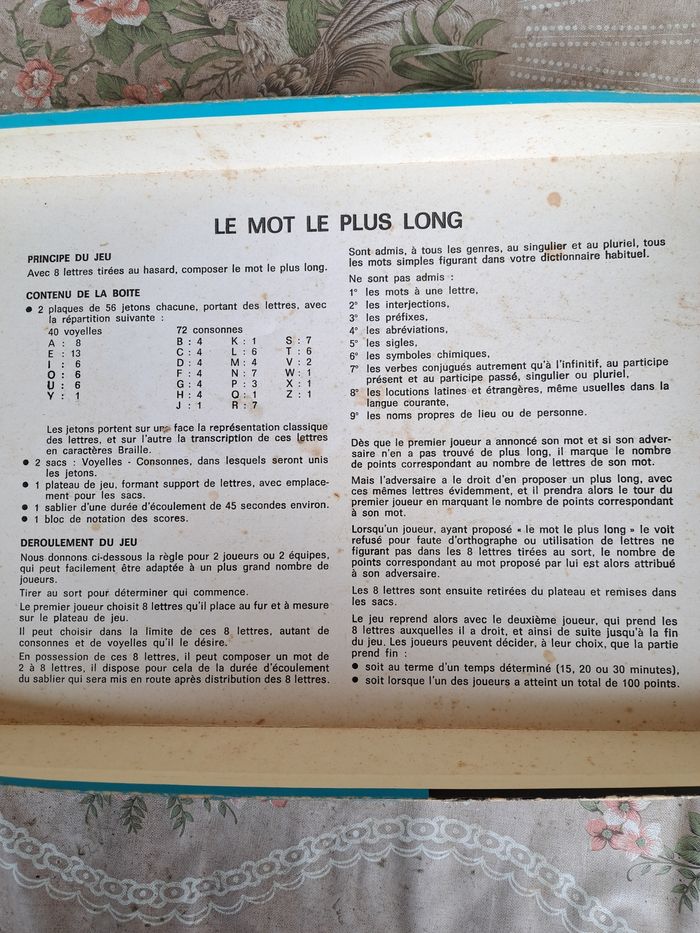 LE MOT LE PLUS LONG
PRINCIPE DU JEU
Avec 8 lettres tirées au hasard, composer le mot le plus long.
CONTENU DE LA BOITE
● 2 plaques de 56 jetons chacune, portant des lettres, avec
la répartition suivante :
40 voyelles 72 consonnes
A : 8 B : 4 K : 1 S : 7
E : 13 C : 4 L : 6 T : 6
I : 6 D : 4 M : 4 V : 2
O : 6 F : 4 N : 7 W : 1
U : 6 G : 4 P : 3 X : 1
Y : 1 H : 4 Q : 1 Z : 1
J : 1 R : 7
Les jetons portent sur une face la représentation classique
des lettres, et sur l'autre la transcription de ces lettres
en caractères Braille.
● 2 sacs : Voyelles - Consonnes, dans lesquels seront unis
les jetons.
● 1 plateau de jeu, formant support de lettres, avec emplace-
ment pour les sacs.
● 1 sablier d'une durée d'écoulement de 45 secondes environ.
● 1 bloc de notation des scores.
DEROULEMENT DU JEU
Nous donnons ci-dessous la règle pour 2 joueurs ou 2 équipes,
qui peut facilement être adaptée à un plus grand nombre de
joueurs.
Tirer au sort pour déterminer qui commence.
Le premier joueur choisit 8 lettres qu'il place au fur et à mesure
sur le plateau de jeu.
Il peut choisir dans la limite de ces 8 lettres, autant de
consonnes et de voyelles qu'il le désire.
En possession de ces 8 lettres, il peut composer un mot de
2 à 8 lettres, il dispose pour cela de la durée d'écoulement
du sablier qui sera mis en route après distribution des 8 lettres.
Sont admis, à tous les genres, au singulier et au pluriel, tous
les mots simples figurant dans votre dictionnaire habituel.
Ne sont pas admis :
1° les mots à une lettre,
2° les interjections,
3° les préfixes,
4° les abréviations,
5° les sigles,
6° les symboles chimiques,
7° les verbes conjugués autrement qu'à l'infinitif, au participe
présent et au participe passé, singulier ou pluriel,
8° les locutions latines et étrangères, même usuelles dans la
langue courante,
9° les noms propres de lieu ou de personne.
Dès que le premier joueur a annoncé son mot et si son adver-
saire n'en a pas trouvé de plus long, il marque le nombre
de points correspondant au nombre de lettres de son mot.
Mais l'adversaire a le droit d'en proposer un plus long, avec
ces mêmes lettres évidemment, et il prendra alors le tour du
premier joueur en marquant le nombre de points correspondant
à son mot.
Lorsqu'un joueur, ayant proposé « le mot le plus long » le voit
refusé pour faute d'orthographe ou utilisation de lettres ne
figurant pas dans les 8 lettres tirées au sort, le nombre de
points correspondant au mot proposé par lui est alors attribué
à son adversaire.
Les 8 lettres sont ensuite retirées du plateau et remises dans
les sacs.
Le jeu reprend alors avec le deuxième joueur, qui prend les
8 lettres auxquelles il a droit, et ainsi de suite jusqu'à la fin
du jeu. Les joueurs peuvent décider, à leur choix, que la partie
prend fin :
● soit au terme d'un temps déterminé (15, 20 ou 30 minutes),
● soit lorsque l'un des joueurs a atteint un total de 100 points.